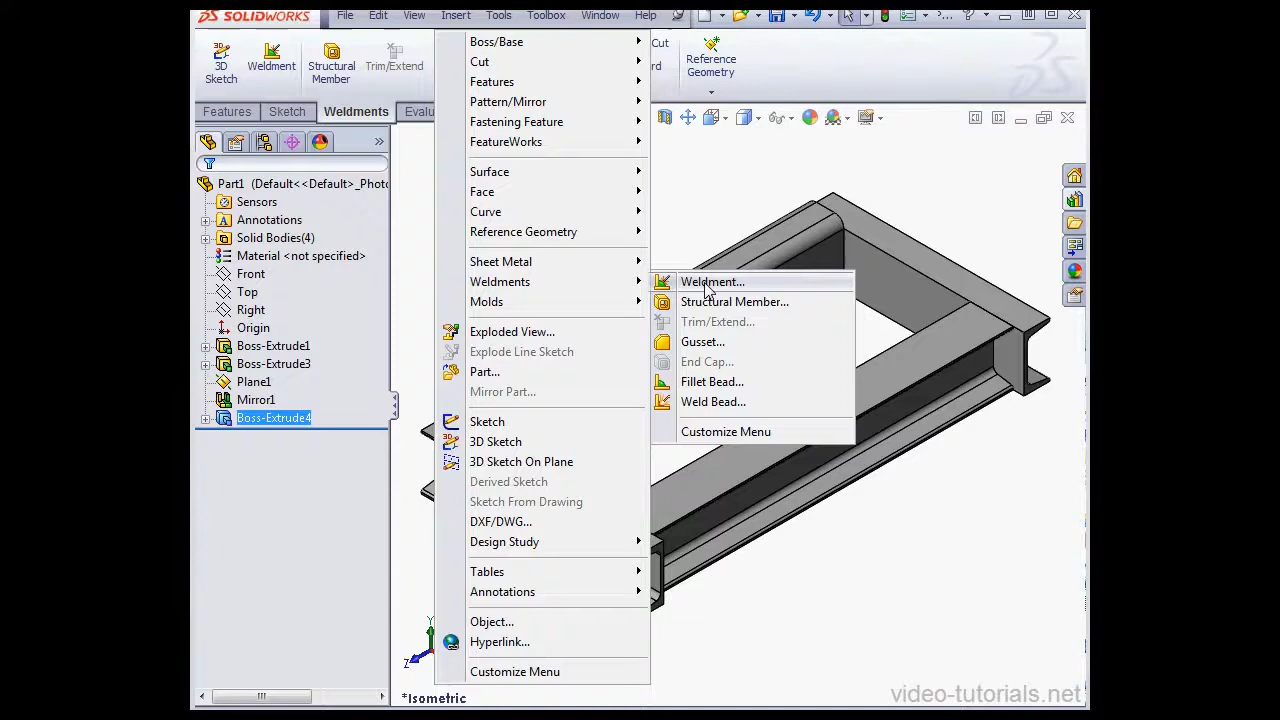 SOLIDWORKS File Edit View Insert Tools Toolbox Window Help
3D Sketch
Weldment
Structural Member
Trim/Extend
Cut
Reference Geometry
Features Sketch Weldments
Part1 (Default<<Default>_Phot
Sensors
Annotations
Solid Bodies(4)
Material <not specified>
Front
Top
Right
Origin
Boss-Extrude1
Boss-Extrude3
Plane1
Mirror1
Boss-Extrude4
Boss/Base
Cut
Features
Pattern/Mirror
Fastening Feature
FeatureWorks
Surface
Face
Curve
Reference Geometry
Sheet Metal
Weldments
Molds
Exploded View...
Explode Line Sketch
Part...
Mirror Part...
Sketch
3D Sketch
3D Sketch On Plane
Derived Sketch
Sketch From Drawing
DXF/DWG...
Design Study
Tables
Annotations
Object...
Hyperlink...
Customize Menu
Weldment...
Structural Member...
Trim/Extend...
Gusset...
End Cap...
Fillet Bead...
Weld Bead...
Customize Menu
Y
Z
*Isometric
video-tutorials.net